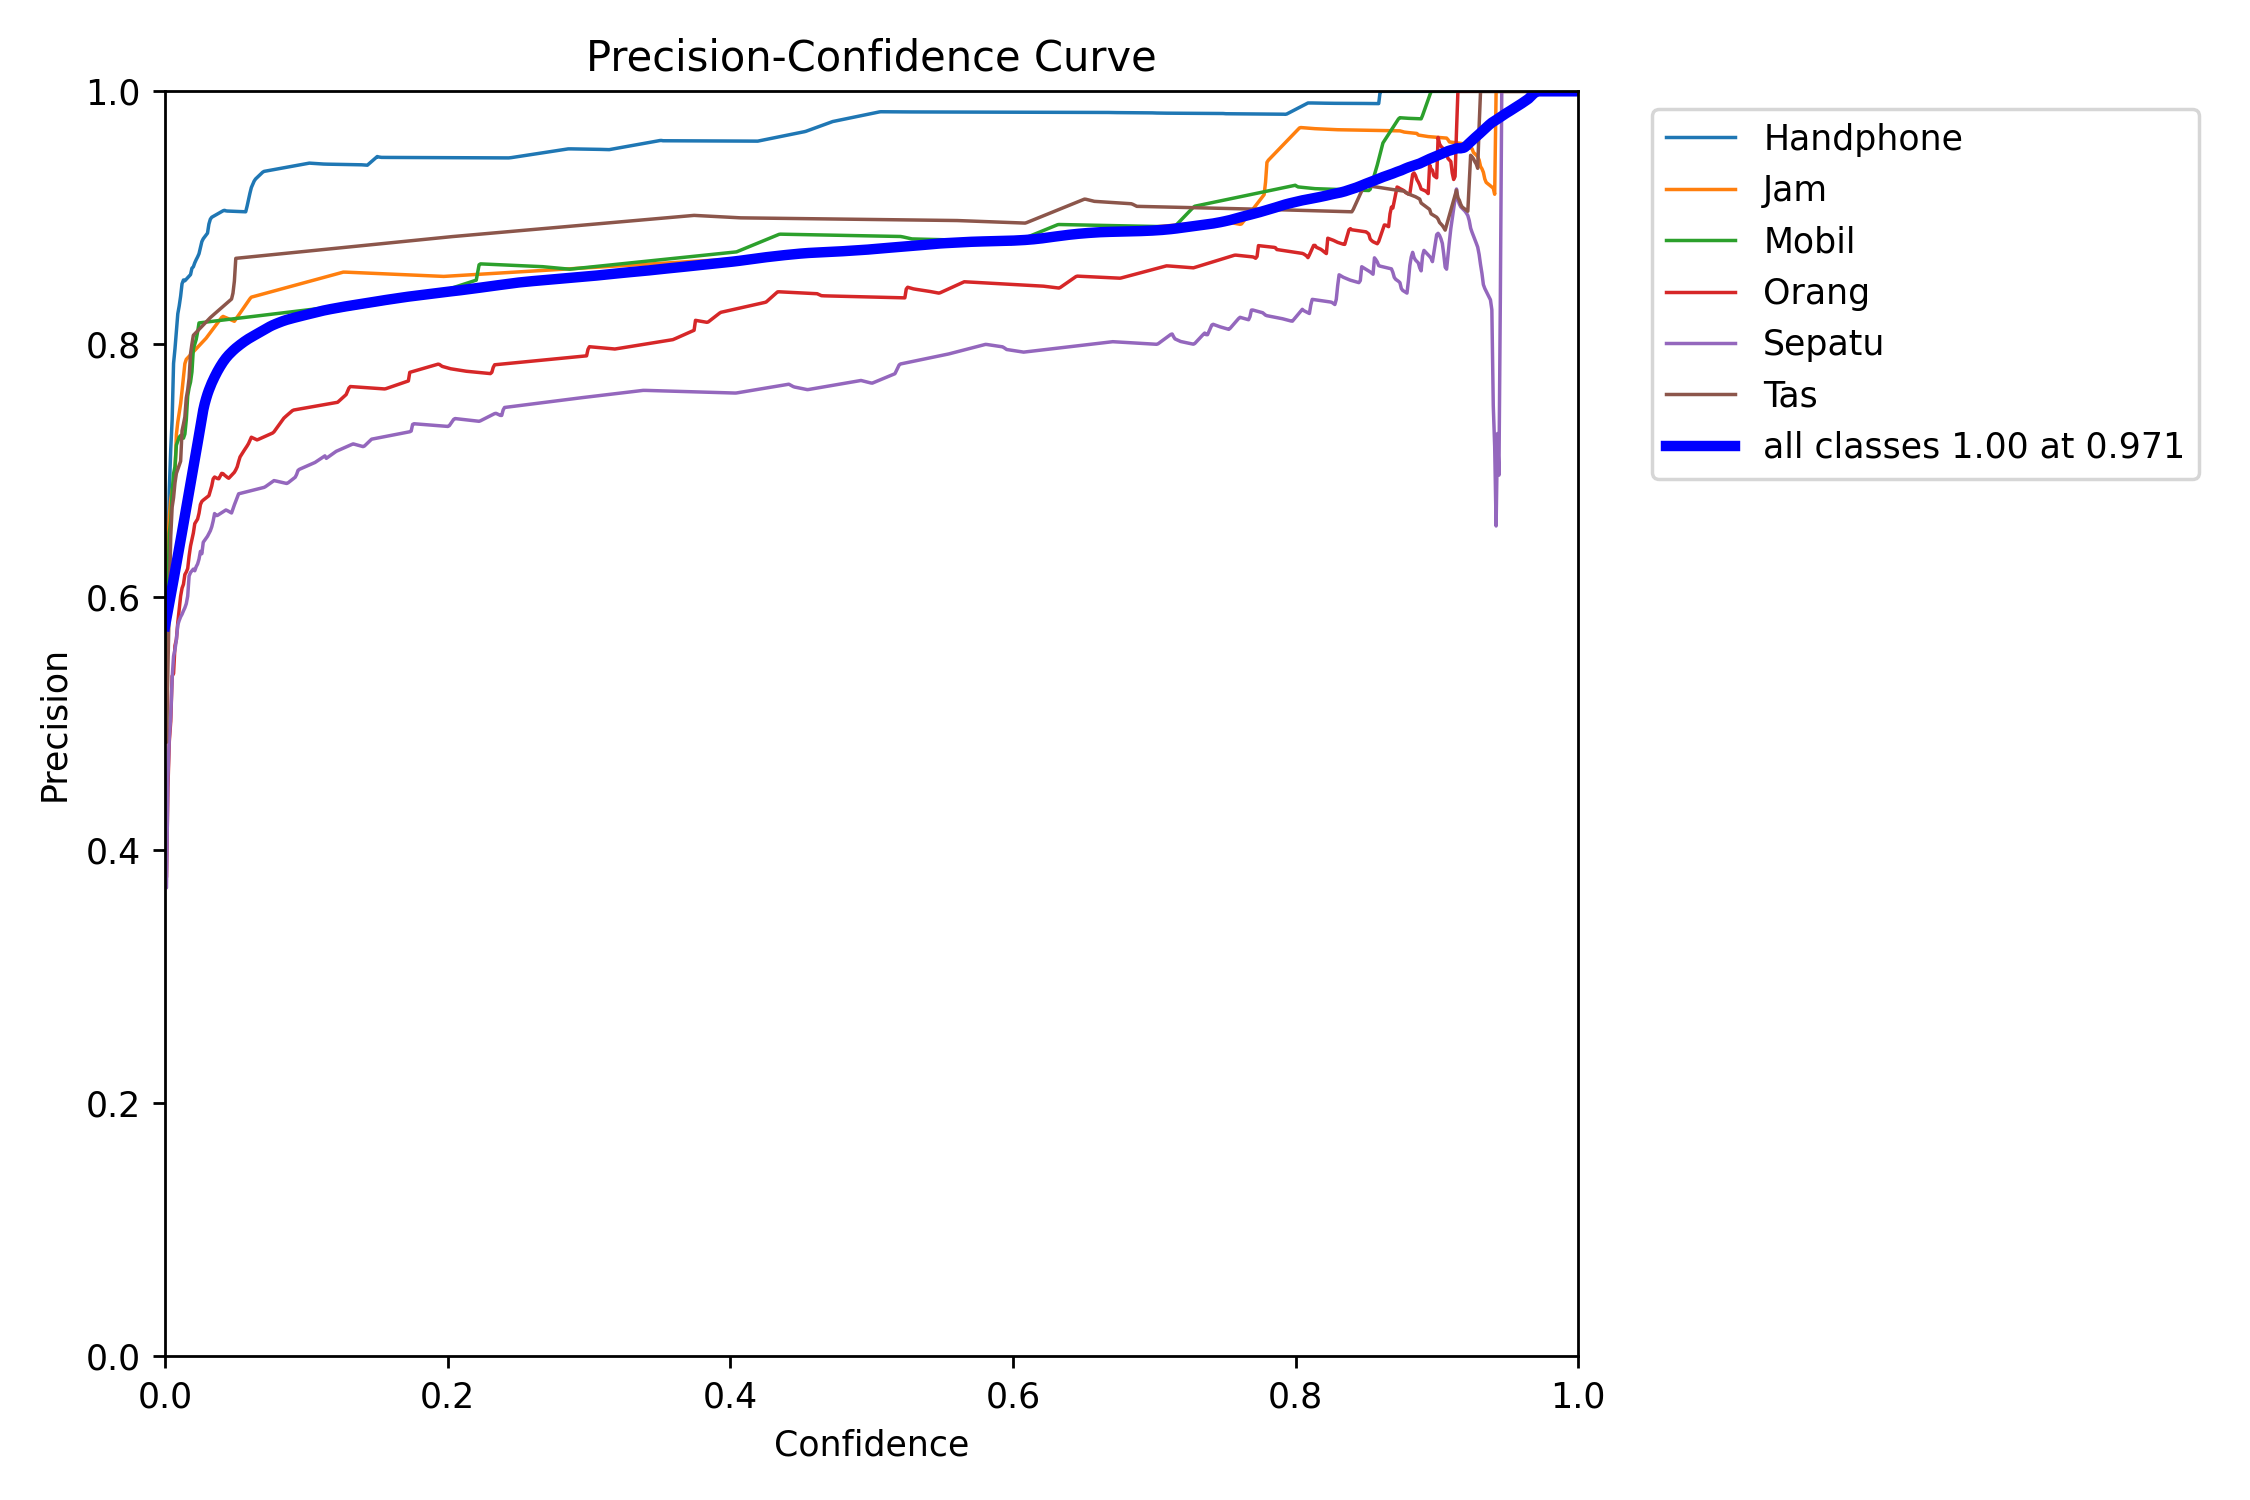 Precision-Confidence Curve
1.0
0.8
0.6
0.4
0.2
0.0
Precision
0.0 0.2 0.4 0.6 0.8 1.0
Confidence
Handphone
Jam
Mobil
Orang
Sepatu
Tas
all classes 1.00 at 0.971